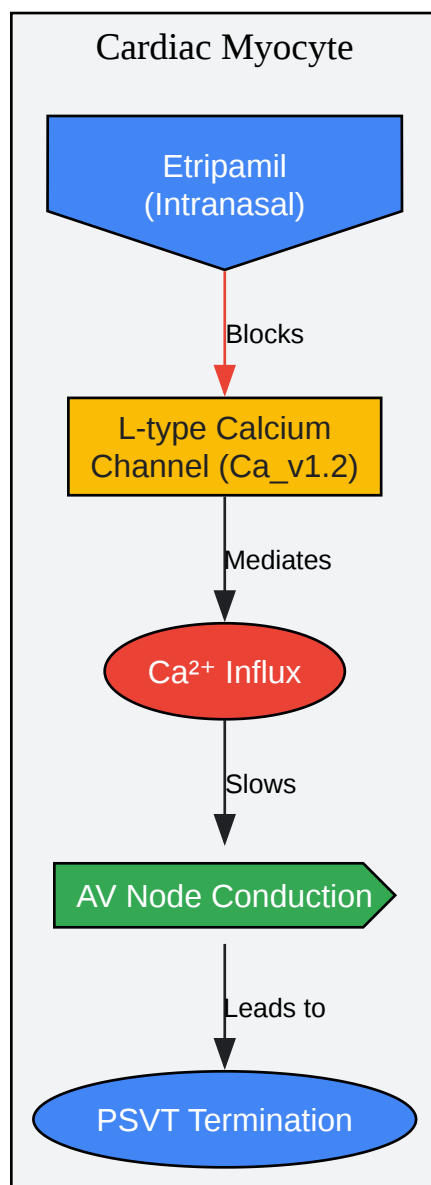 Cardiac Myocyte
Etripamil
(Intranasal)
Blocks
L-type Calcium
Channel (Ca_v1.2)
Mediates
Ca²⁺ Influx
Slows
AV Node Conduction
Leads to
PSVT Termination